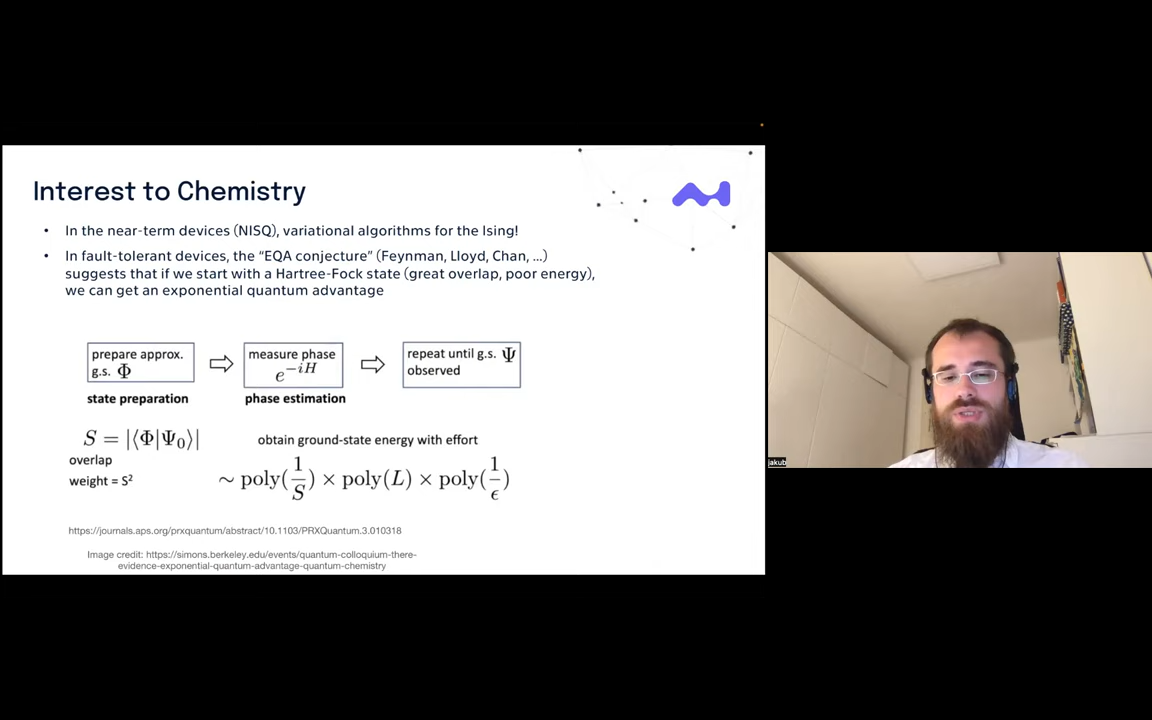 Interest to Chemistry
• In the near-term devices (NISQ), variational algorithms for the Ising!
• In fault-tolerant devices, the “EQA conjecture” (Feynman, Lloyd, Chan, …)
suggests that if we start with a Hartree-Fock state (great overlap, poor energy),
we can get an exponential quantum advantage
prepare approx.
g.s. Φ
⇨
measure phase
e^{-iH}
⇨
repeat until g.s. Ψ
observed
state preparation
phase estimation
S = |⟨Φ|Ψ₀⟩|
overlap
weight = S²
obtain ground-state energy with effort
∼ poly(1/S) × poly(L) × poly(1/ϵ)
https://journals.aps.org/prxquantum/abstract/10.1103/PRXQuantum.3.010318
Image credit: https://simons.berkeley.edu/events/quantum-colloquium-there-
evidence-exponential-quantum-advantage-quantum-chemistry
jakub